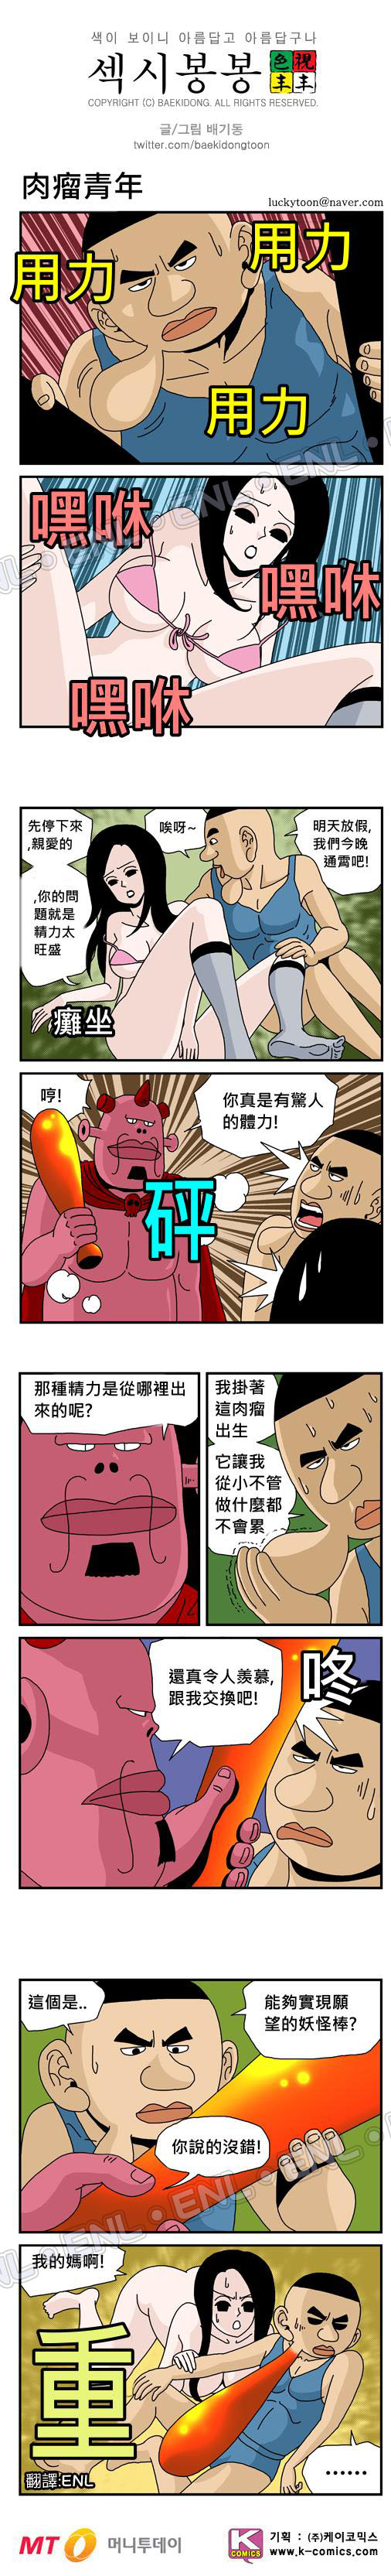 색이 보이니 아름답고 아름답구나
섹시봉봉
色視
丰丰
COPYRIGHT (C) BAEKIDONG. ALL RIGHTS RESERVED.
글/그림 배기동
twitter.com/baekidongtoon
肉瘤青年
luckytoon@naver.com
用力
用力
用力
嘿咻
嘿咻
嘿咻
先停下來
,親愛的
,你的問
題就是
精力太
旺盛
唉呀~
明天放假,
我們今晚
通霄吧!
癱坐
哼!
你真是有驚人
的體力!
砰
那種精力是從哪裡出
來的呢?
我掛著
這肉瘤
出生
它讓我
從小不管
做什麼都
不會累
還真令人羨慕,
跟我交換吧!
咚
這個是..
能夠實現願
望的妖怪棒?
你說的沒錯!
我的媽啊!
重
......
翻譯:ENL
MT 머니투데이
K COMICS
기획 : (주)케이코믹스
www.k-comics.com